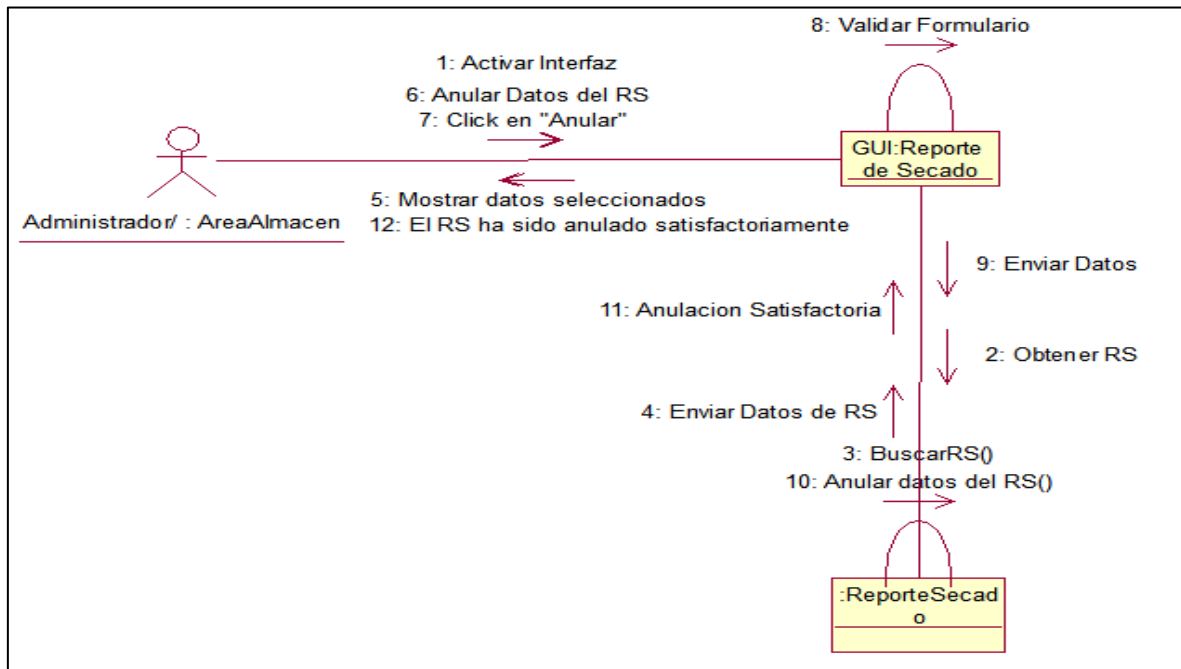 8: Validar Formulario
1: Activar Interfaz
6: Anular Datos del RS
7: Click en "Anular"
GUI:Reporte
de Secado
5: Mostrar datos seleccionados
Administrador/ : AreaAlmacen
12: El RS ha sido anulado satisfactoriamente
9: Enviar Datos
11: Anulacion Satisfactoria
2: Obtener RS
4: Enviar Datos de RS
3: BuscarRS()
10: Anular datos del RS()
:ReporteSecad
o